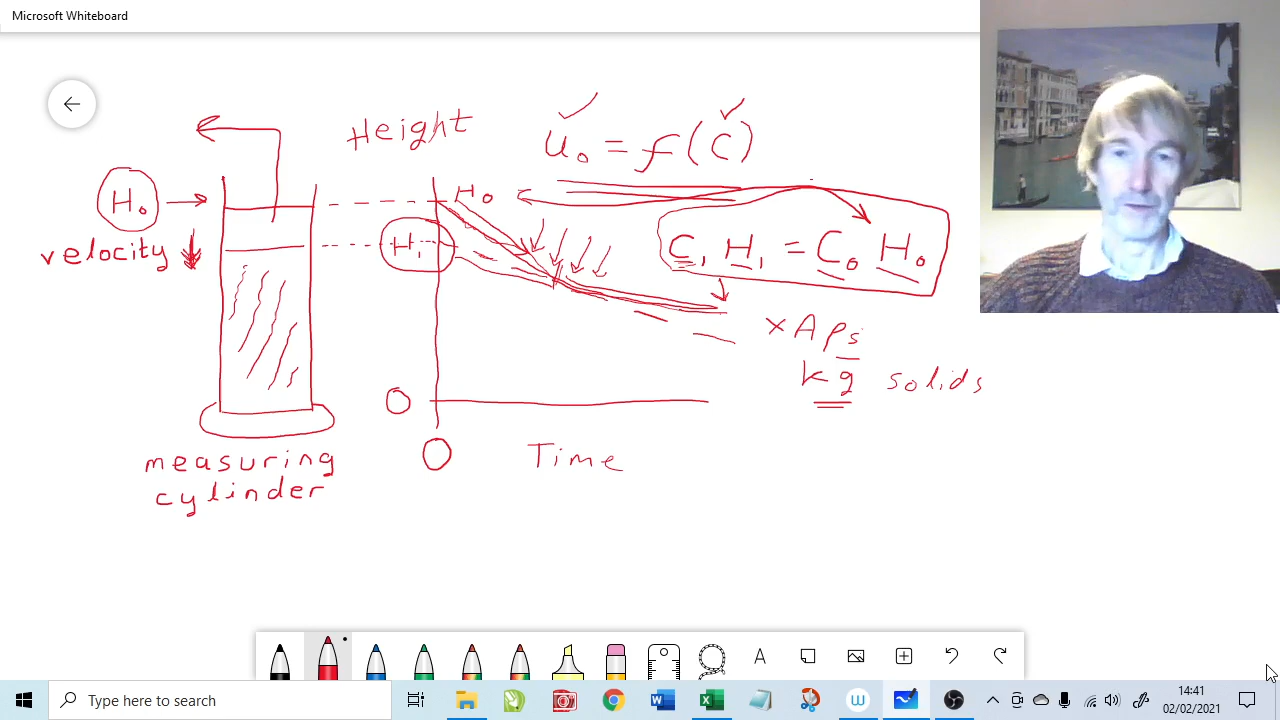 Microsoft Whiteboard
Height
u₀ = f(C)
H₀
H₀
velocity
H₁
C₁ H₁ = C₀ H₀
× A ρs
kg solids
0
0
Time
measuring
cylinder
A
Type here to search
14:41
02/02/2021